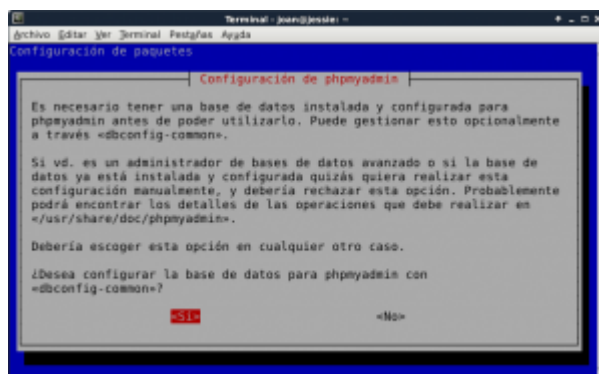 Terminal - joan@jessie: ~
Archivo Editar Ver Terminal Pestañas Ayuda
Configuración de paquetes
Configuración de phpmyadmin
Es necesario tener una base de datos instalada y configurada para
phpmyadmin antes de poder utilizarlo. Puede gestionar esto opcionalmente
a través «dbconfig-common».
Si vd. es un administrador de bases de datos avanzado o si la base de
datos ya está instalada y configurada quizás quiera realizar esta
configuración manualmente, y debería rechazar esta opción. Probablemente
podrá encontrar los detalles de las operaciones que debe realizar en
«/usr/share/doc/phpmyadmin».
Debería escoger esta opción en cualquier otro caso.
¿Desea configurar la base de datos para phpmyadmin con
«dbconfig-common»?
<Sí> <No>